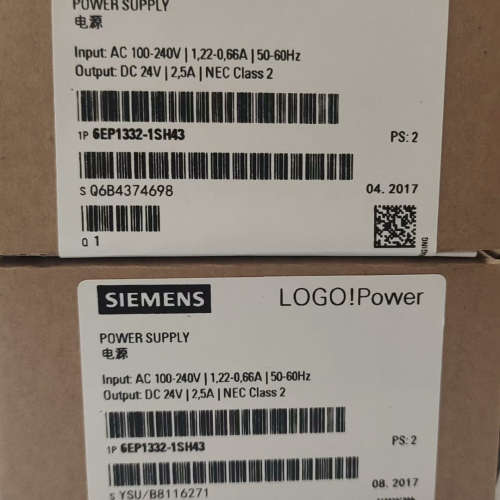 POWER SUPPLY
电源
Input: AC 100-240V | 1,22-0,66A | 50-60Hz
Output: DC 24V | 2,5A | NEC Class 2
1P 6EP1332-1SH43
PS: 2
S Q6B4374698
04. 2017
Q 1
SIEMENS
LOGO!Power
POWER SUPPLY
电源
Input: AC 100-240V | 1,22-0,66A | 50-60Hz
Output: DC 24V | 2,5A | NEC Class 2
1P 6EP1332-1SH43
PS: 2
S YSU/B8116271
08. 2017